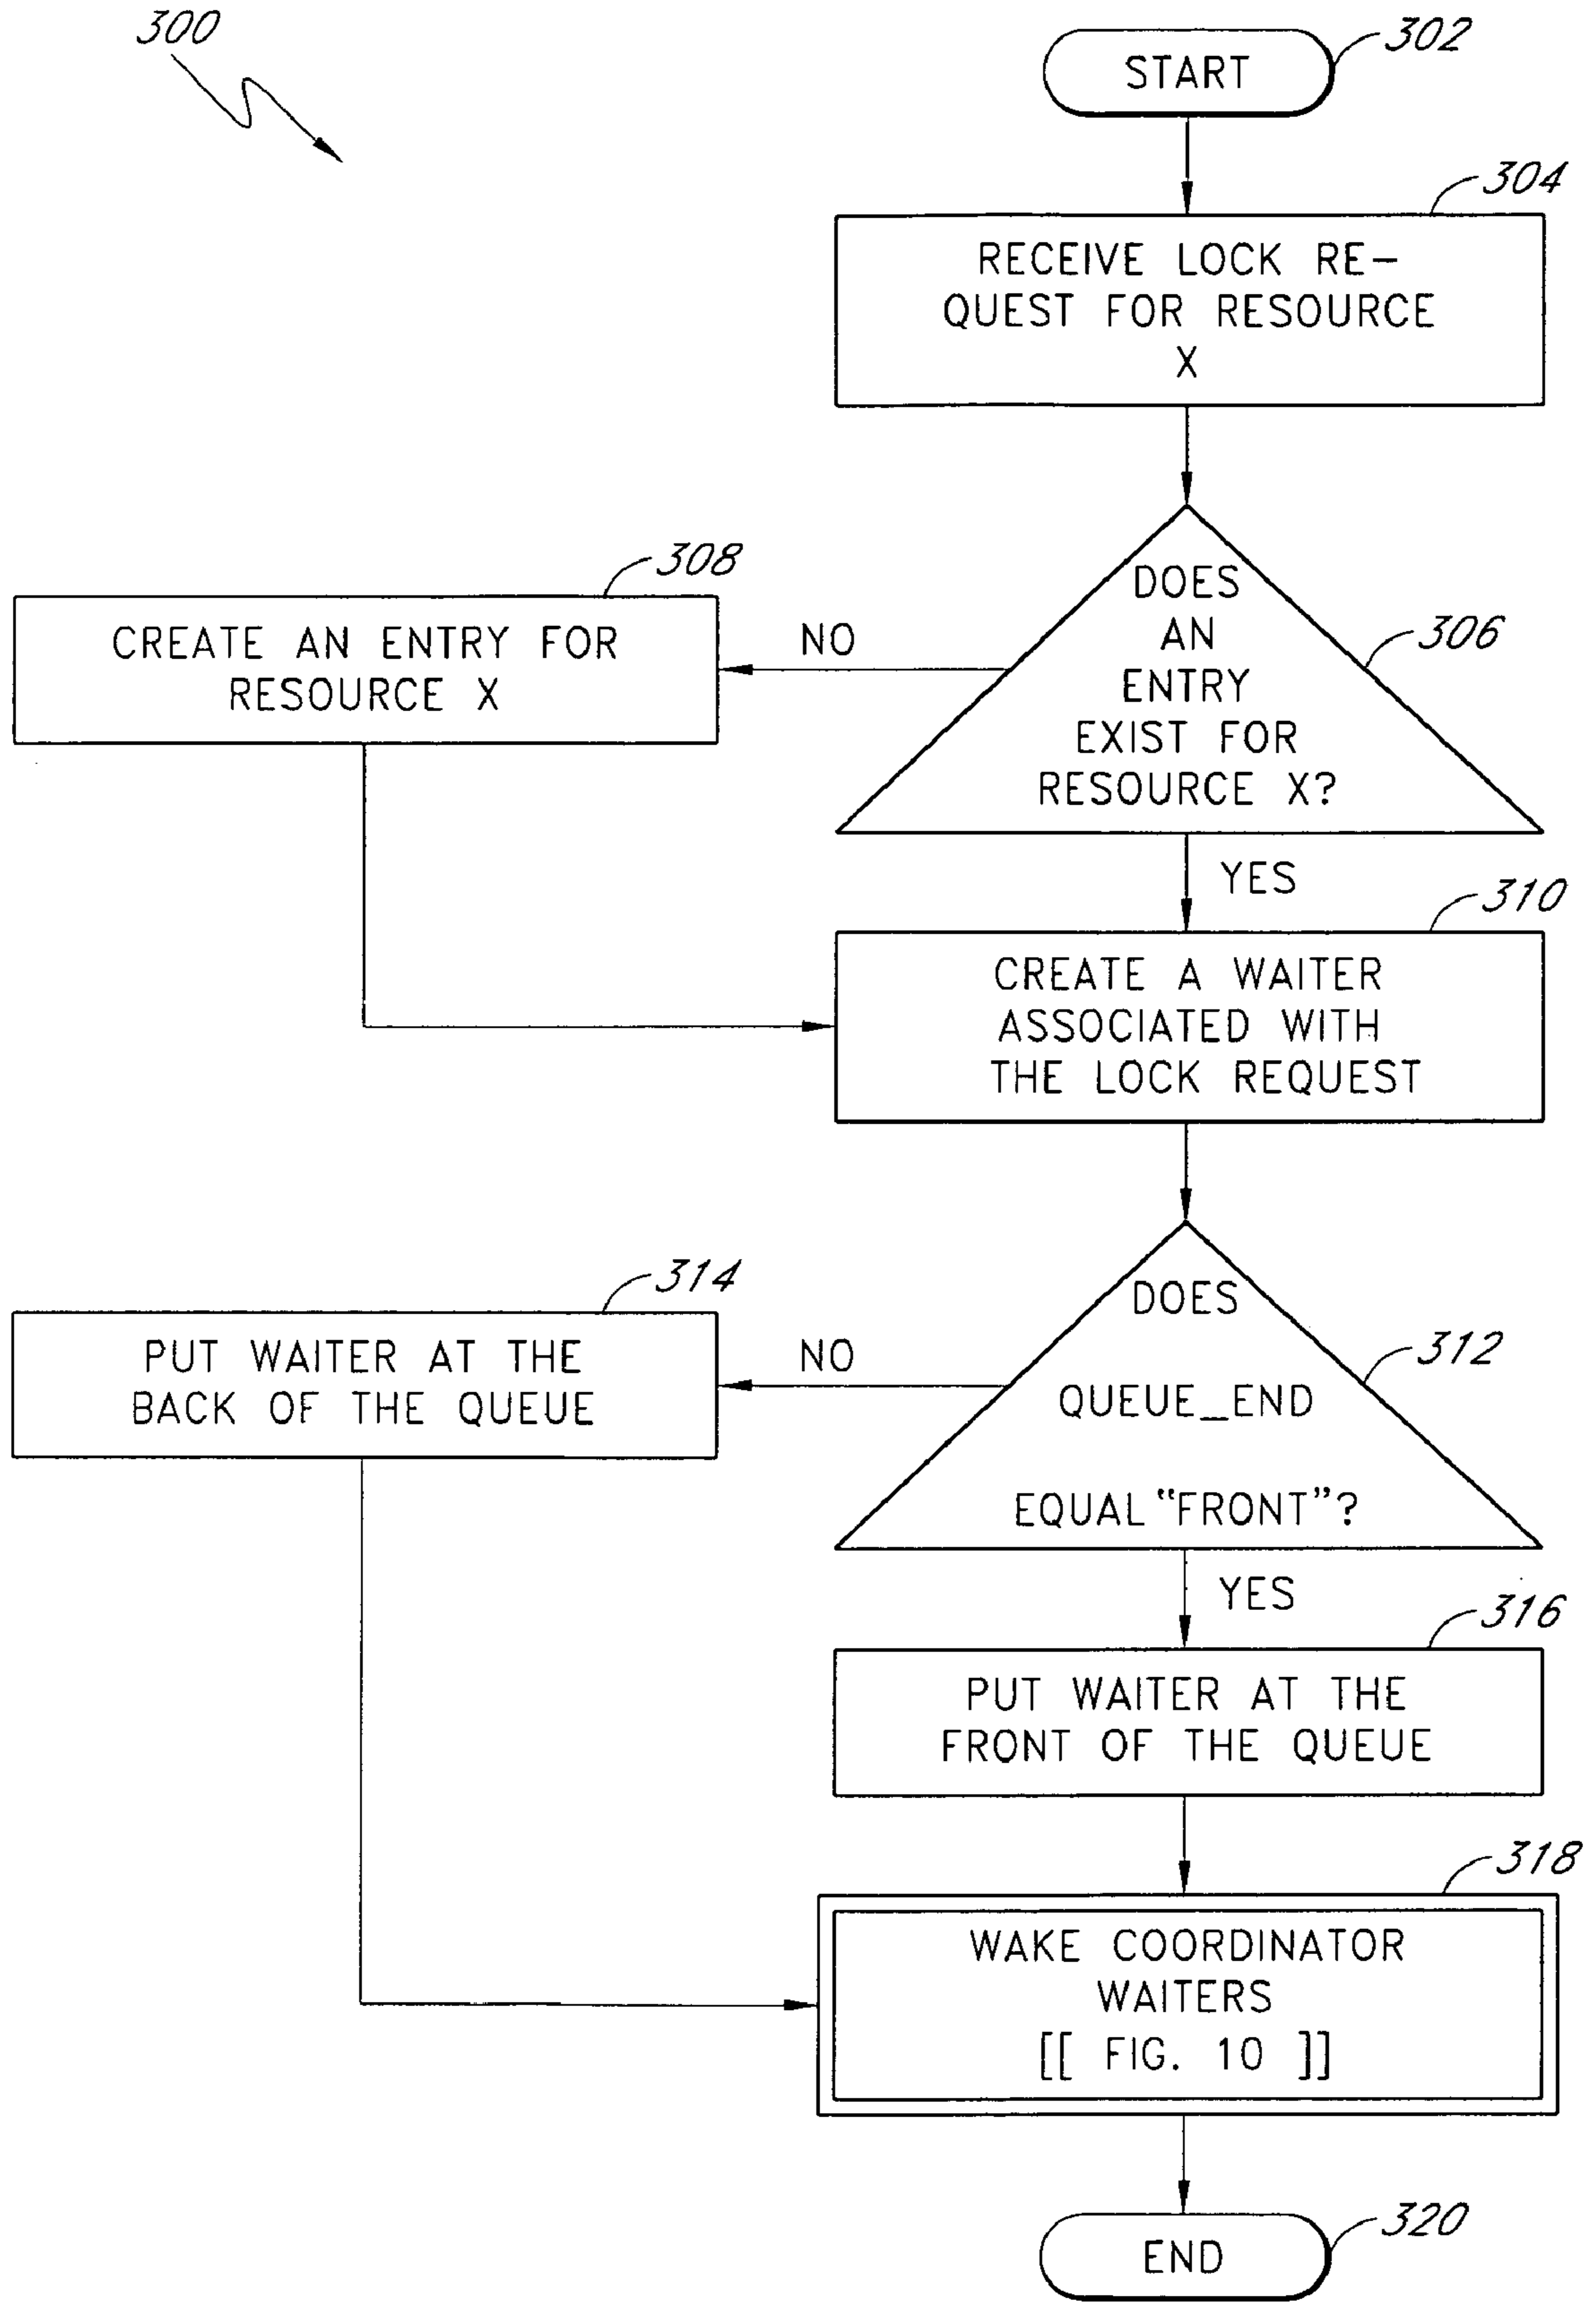 300
302
START
304
RECEIVE LOCK RE-
QUEST FOR RESOURCE
X
308
CREATE AN ENTRY FOR
RESOURCE X
NO
DOES
AN
ENTRY
EXIST FOR
RESOURCE X?
306
YES
310
CREATE A WAITER
ASSOCIATED WITH
THE LOCK REQUEST
314
PUT WAITER AT THE
BACK OF THE QUEUE
NO
DOES
QUEUE_END
EQUAL "FRONT"?
312
YES
316
PUT WAITER AT THE
FRONT OF THE QUEUE
318
WAKE COORDINATOR
WAITERS
[[ FIG. 10 ]]
320
END